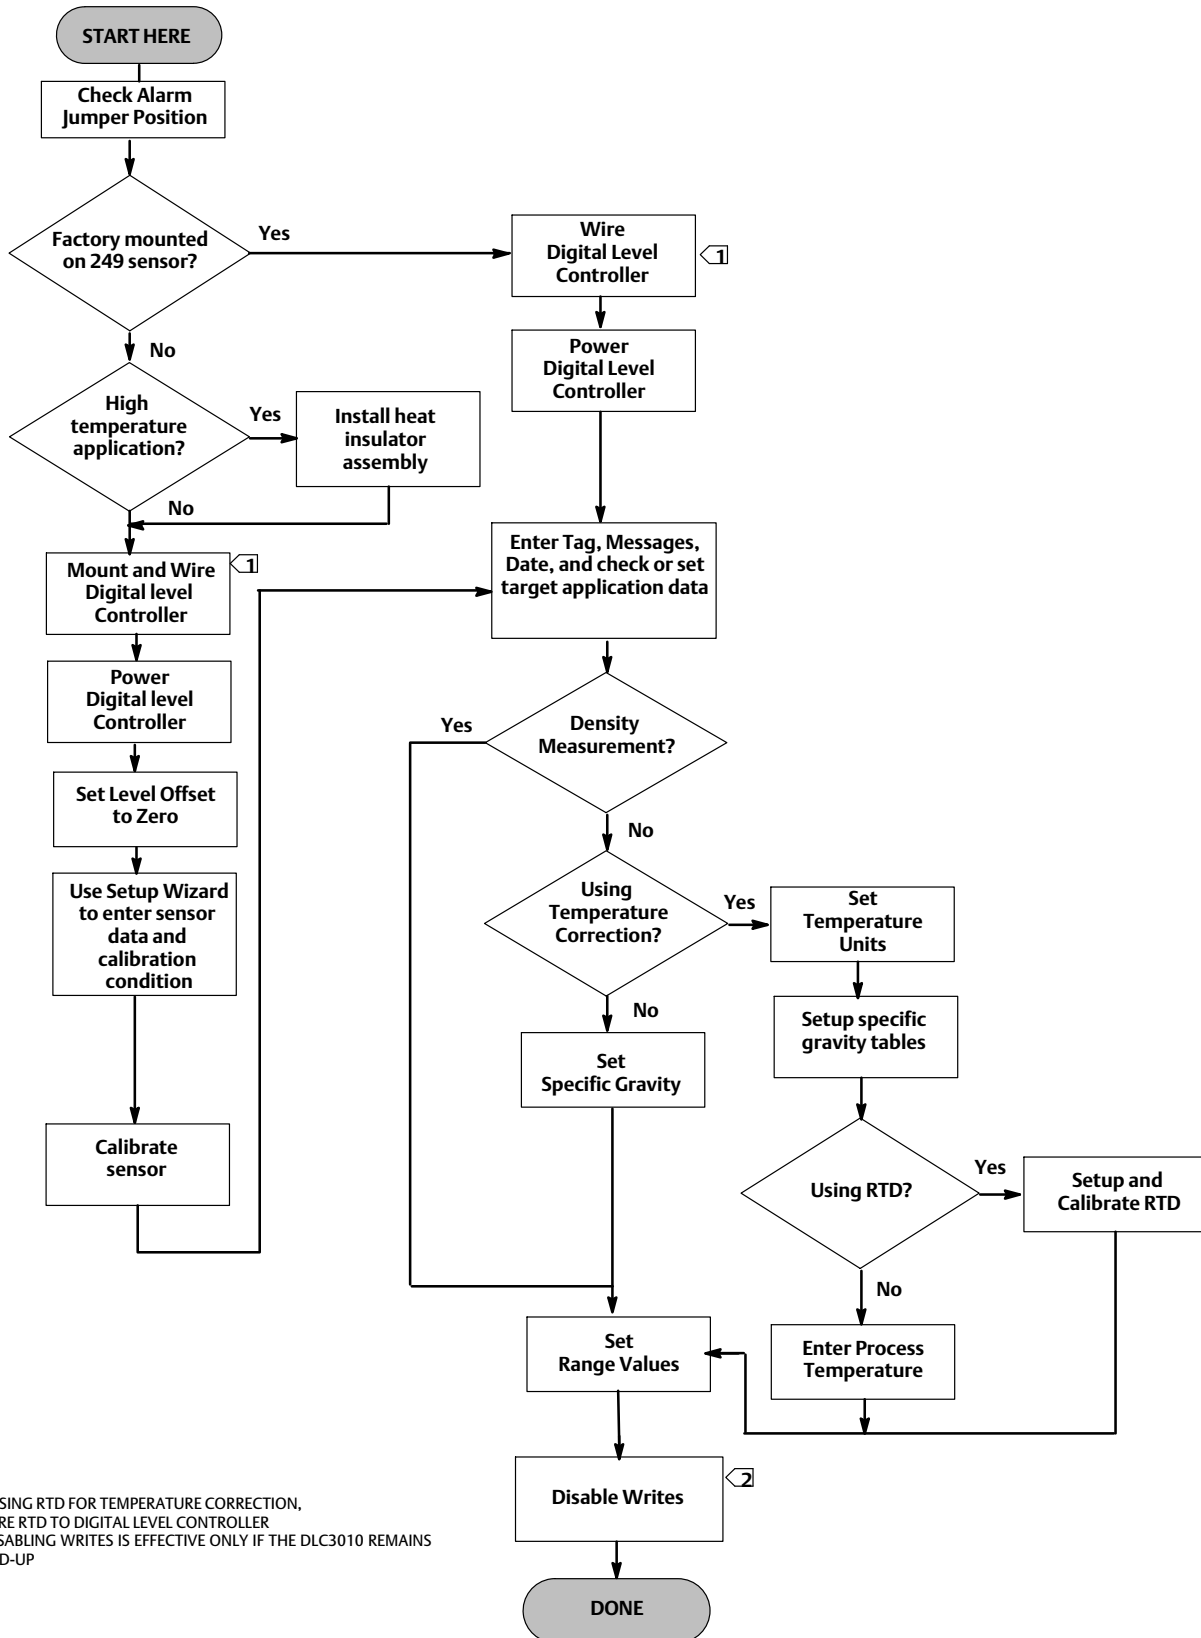 START HERE
Check Alarm
Jumper Position
Factory mounted
on 249 sensor?
Yes
No
Wire
Digital Level
Controller
1
Power
Digital Level
Controller
High
temperature
application?
Yes
No
Install heat
insulator
assembly
Mount and Wire
Digital level
Controller
1
Power
Digital level
Controller
Set Level Offset
to Zero
Use Setup Wizard
to enter sensor
data and
calibration
condition
Calibrate
sensor
Enter Tag, Messages,
Date, and check or set
target application data
Density
Measurement?
Yes
No
Using
Temperature
Correction?
Yes
No
Set
Temperature
Units
Setup specific
gravity tables
Set
Specific Gravity
Using RTD?
Yes
No
Setup and
Calibrate RTD
Enter Process
Temperature
Set
Range Values
Disable Writes
2
DONE
SING RTD FOR TEMPERATURE CORRECTION,
RE RTD TO DIGITAL LEVEL CONTROLLER
SABLING WRITES IS EFFECTIVE ONLY IF THE DLC3010 REMAINS
D-UP